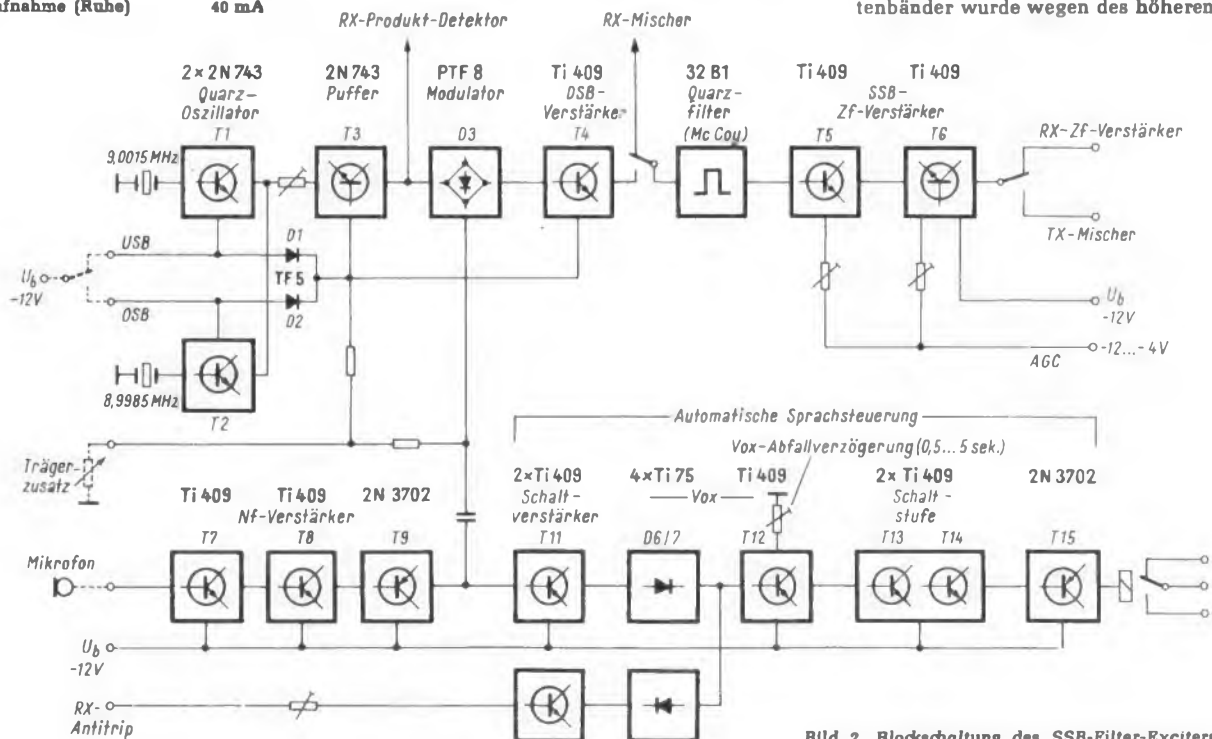 ufnahme (Ruhe) 40 mA
tenbänder wurde wegen des höheren
RX-Produkt-Detektor
RX-Mischer
2 × 2N 743
Quarz-
Oszillator
T1
2N 743
Puffer
T3
PTF 8
Modulator
D3
Ti 409
DSB-
Verstärke
T4
32 B1
Quarz-
filter
(Mc Coy)
Ti 409 Ti 409
SSB-
Zf-Verstärker
T5 T6
RX-Zf-Verstärker
TX-Mischer
9,0015 MHz
USB
D1
Ub
-12V
TF 5
OSB
D2
8,9985 MHz
T2
Ub
-12V
AGC
-12...-4V
Automatische Sprachsteuerung
Vox-Abfallverzögerung (0,5... 5 sek.)
Träger-
zusatz
Ti 409 Ti 409 2N 3702
Nf-Verstärker
T7 T8 T9
2×Ti 409
Schalt-
verstärker
T11
4×Ti 75 Ti 409
Vox
D6/7 T12
2× Ti 409
Schalt-
stufe
T13 T14
2N 3702
T15
Mikrofon
Ub
-12V
RX-
Antitrip
Bild 2. Blockschaltung des SSB-Filter-Exciters